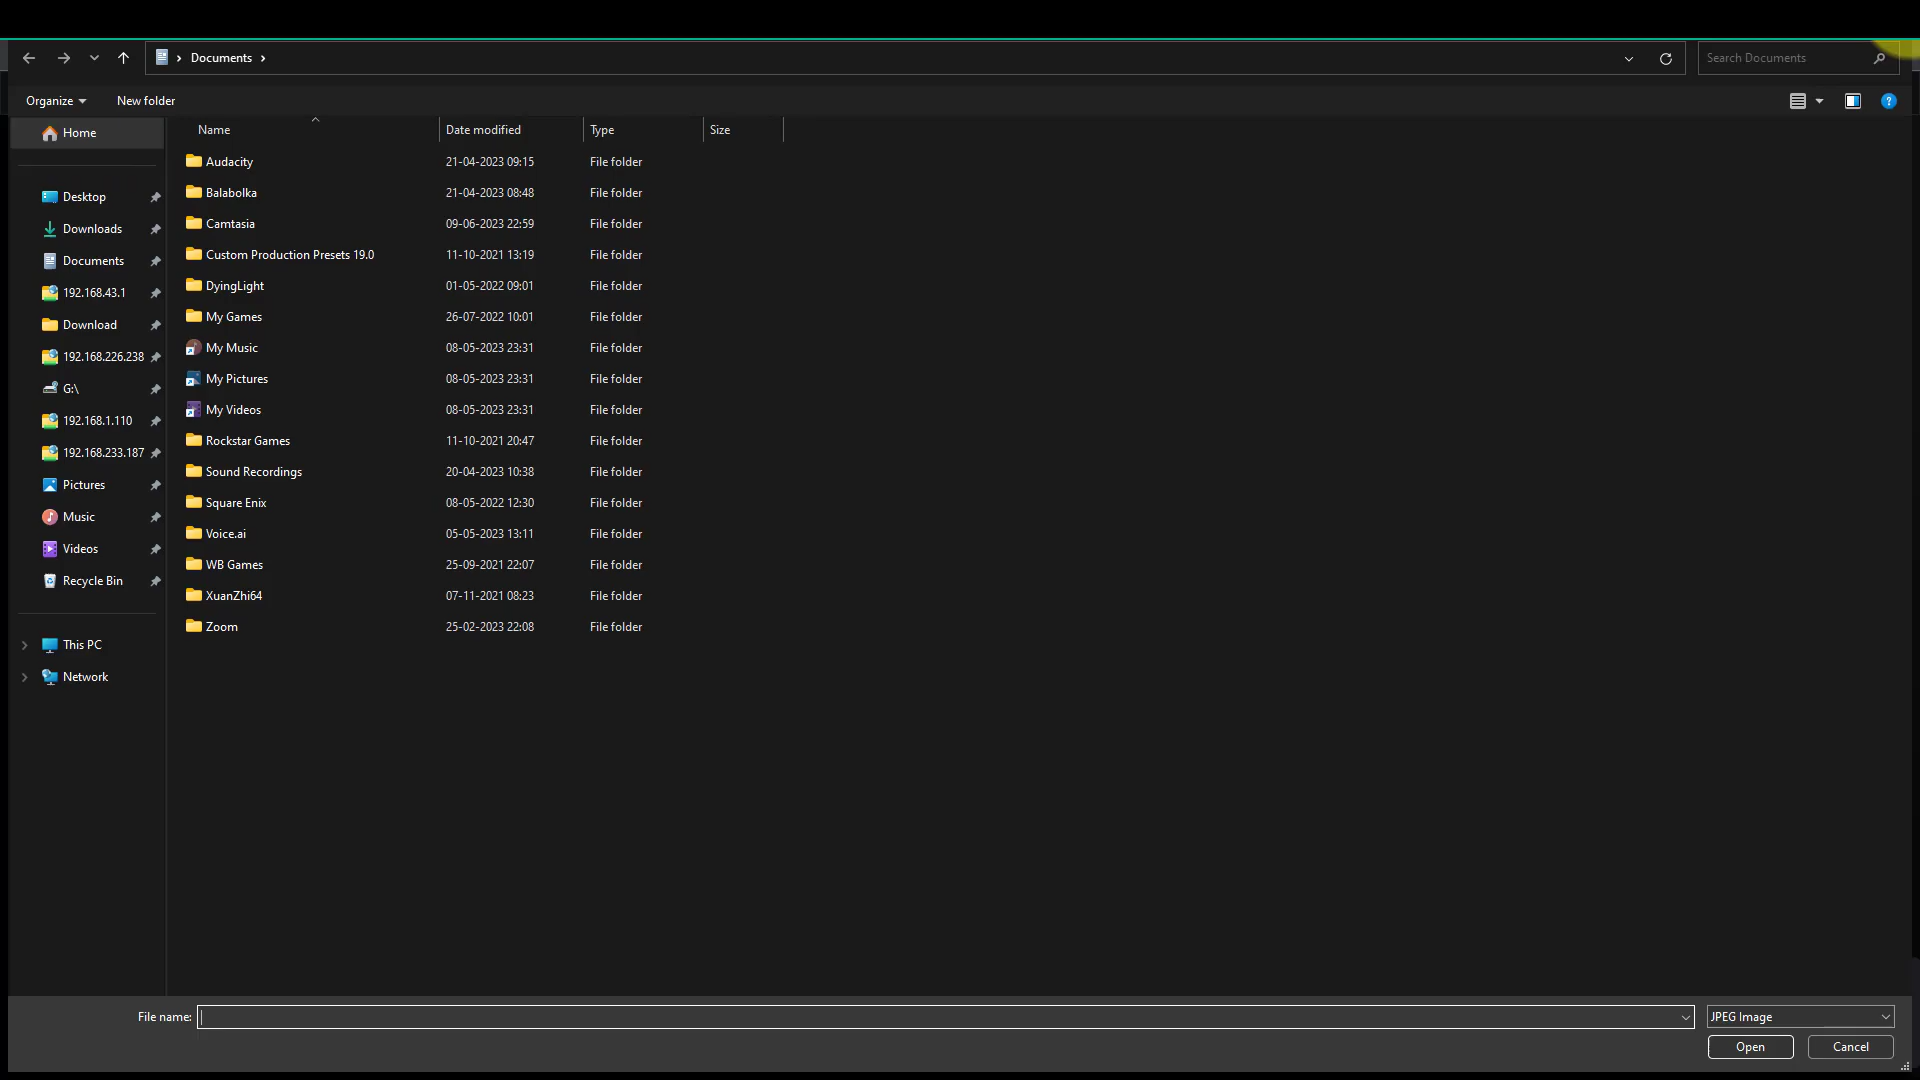 Documents
Search Documents
Organize
New folder
Name
Date modified
Type
Size
Home
Desktop
Downloads
Documents
192.168.43.1
Download
192.168.226.238
G:\
192.168.1.110
192.168.233.187
Pictures
Music
Videos
Recycle Bin
This PC
Network
Audacity 21-04-2023 09:15 File folder
Balabolka 21-04-2023 08:48 File folder
Camtasia 09-06-2023 22:59 File folder
Custom Production Presets 19.0 11-10-2021 13:19 File folder
DyingLight 01-05-2022 09:01 File folder
My Games 26-07-2022 10:01 File folder
My Music 08-05-2023 23:31 File folder
My Pictures 08-05-2023 23:31 File folder
My Videos 08-05-2023 23:31 File folder
Rockstar Games 11-10-2021 20:47 File folder
Sound Recordings 20-04-2023 10:38 File folder
Square Enix 08-05-2022 12:30 File folder
Voice.ai 05-05-2023 13:11 File folder
WB Games 25-09-2021 22:07 File folder
XuanZhi64 07-11-2021 08:23 File folder
Zoom 25-02-2023 22:08 File folder
File name:
JPEG Image
Open
Cancel